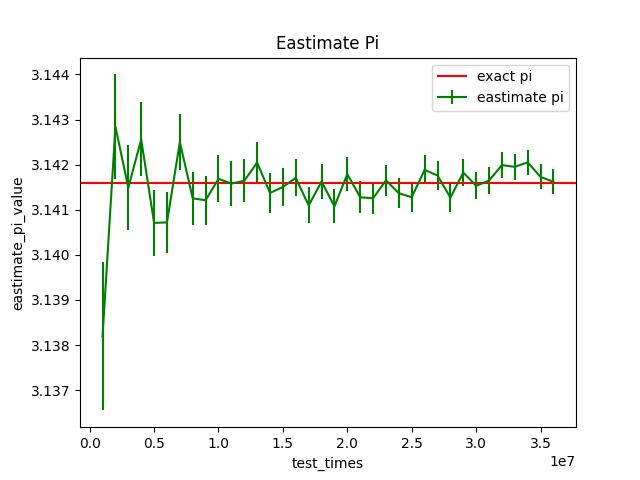 Eastimate Pi
exact pi
eastimate pi
3.144
3.143
3.142
3.141
3.140
3.139
3.138
3.137
eastimate_pi_value
0.0 0.5 1.0 1.5 2.0 2.5 3.0 3.5
1e7
test_times